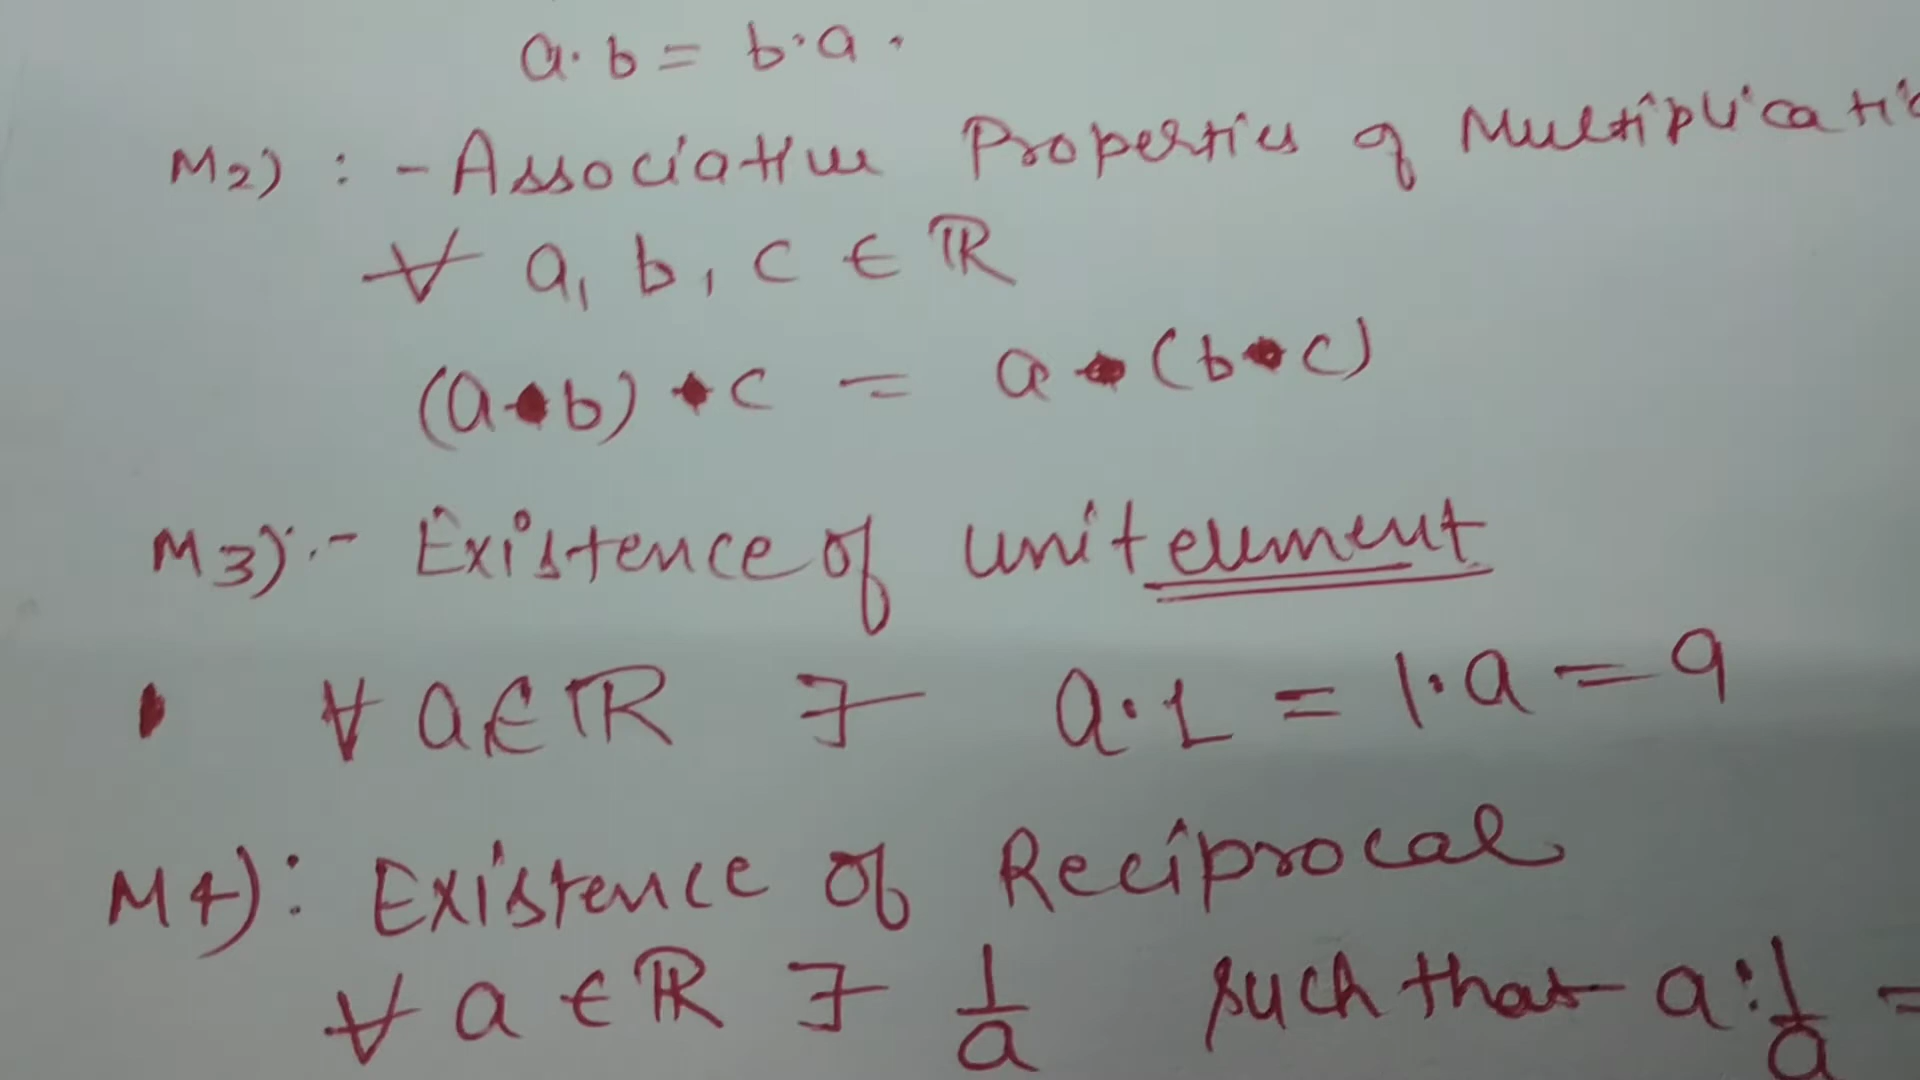 a·b = b·a.
M2) :- Associative Properties of Multiplicatio
∀ a, b, c ∈ ℝ
(a·b)·c = a·(b·c)
M3):- Existence of unit element
∀ a ∈ ℝ ∃ a·1 = 1·a = a
M4): Existence of Reciprocal
∀ a ∈ ℝ ∃ 1/a such that a·1/a =